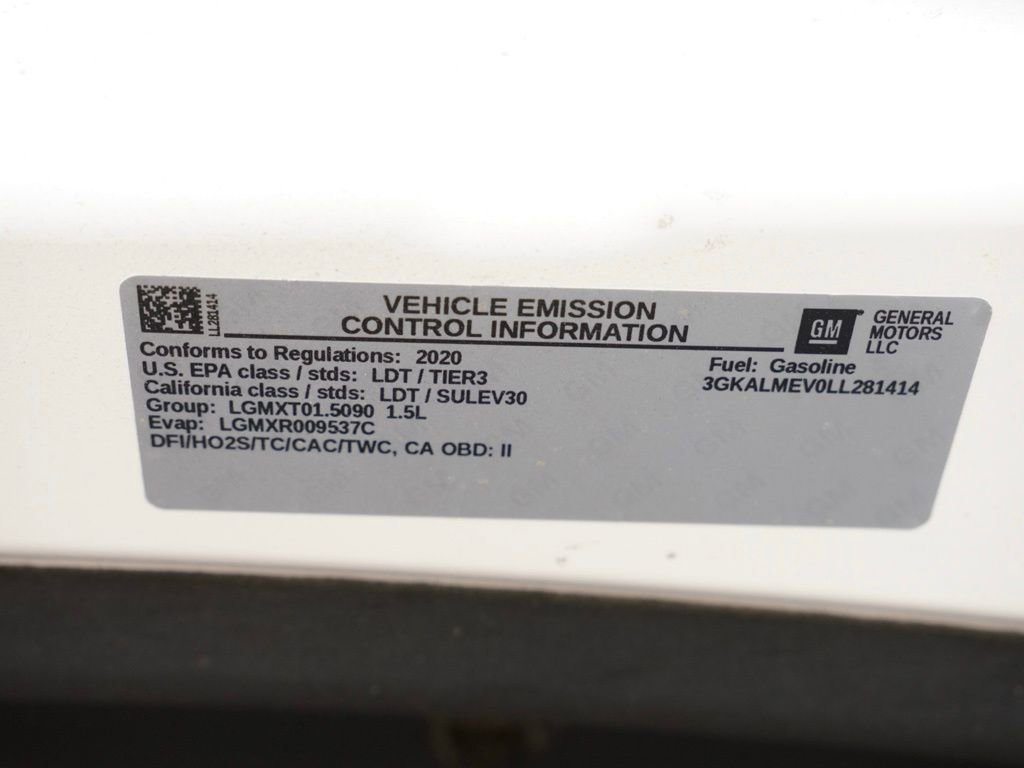 LL281414
VEHICLE EMISSION
CONTROL INFORMATION
GM
GENERAL
MOTORS
LLC
Conforms to Regulations: 2020
U.S. EPA class / stds: LDT / TIER3
California class / stds: LDT / SULEV30
Group: LGMXT01.5090 1.5L
Evap: LGMXR009537C
DFI/HO2S/TC/CAC/TWC, CA OBD: II
Fuel: Gasoline
3GKALMEV0LL281414